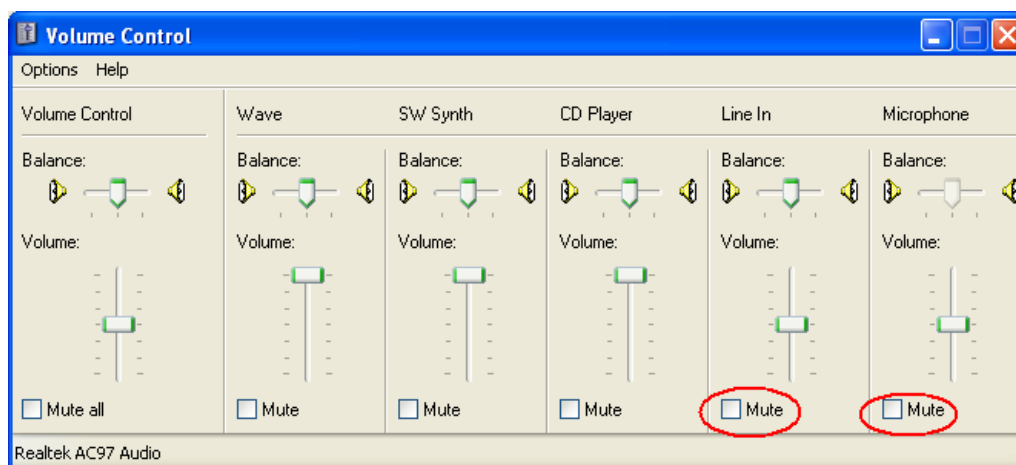 Volume Control
Options Help
Volume Control Wave SW Synth CD Player Line In Microphone
Balance: Balance: Balance: Balance: Balance: Balance:
Volume: Volume: Volume: Volume: Volume: Volume:
Mute all Mute Mute Mute Mute Mute
Realtek AC97 Audio